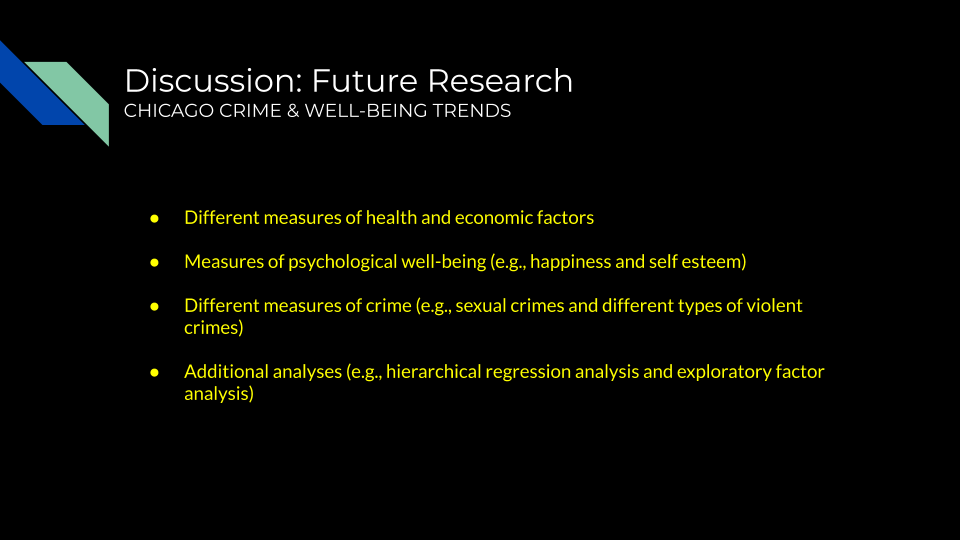 Discussion: Future Research
CHICAGO CRIME & WELL-BEING TRENDS
● Different measures of health and economic factors
● Measures of psychological well-being (e.g., happiness and self esteem)
● Different measures of crime (e.g., sexual crimes and different types of violent
crimes)
● Additional analyses (e.g., hierarchical regression analysis and exploratory factor
analysis)